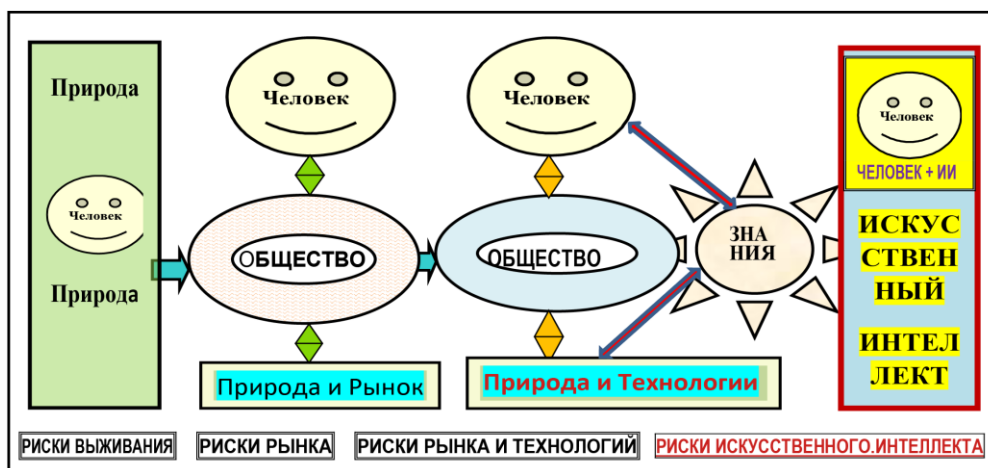 Природа
Человек
Природа
Человек
ОБЩЕСТВО
Природа и Рынок
Человек
ОБЩЕСТВО
Природа и Технологии
ЗНА
НИЯ
Человек
ЧЕЛОВЕК + ИИ
ИСКУС
СТВЕН
НЫЙ
ИНТЕЛ
ЛЕКТ
РИСКИ ВЫЖИВАНИЯ
РИСКИ РЫНКА
РИСКИ РЫНКА И ТЕХНОЛОГИЙ
РИСКИ ИСКУССТВЕННОГО.ИНТЕЛЛЕКТА